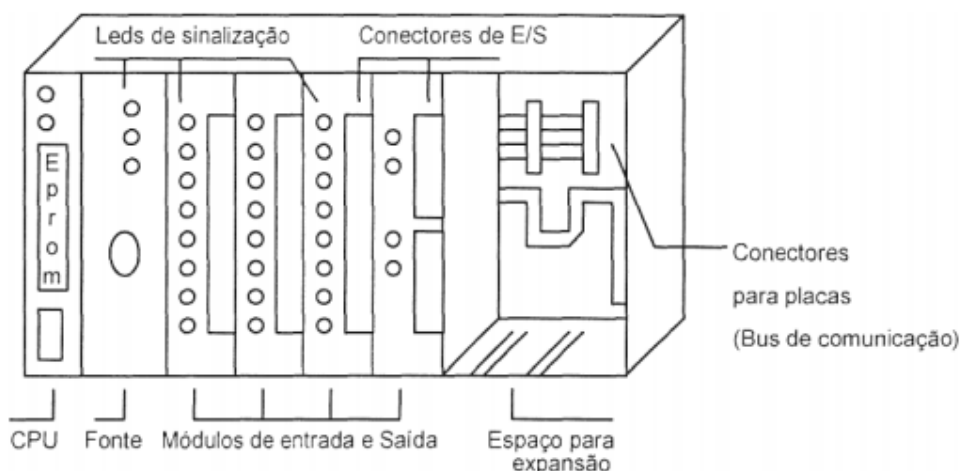 Leds de sinalização
Conectores de E/S
Eprom
Conectores
para placas
(Bus de comunicação)
CPU
Fonte
Módulos de entrada e Saída
Espaço para
expansão